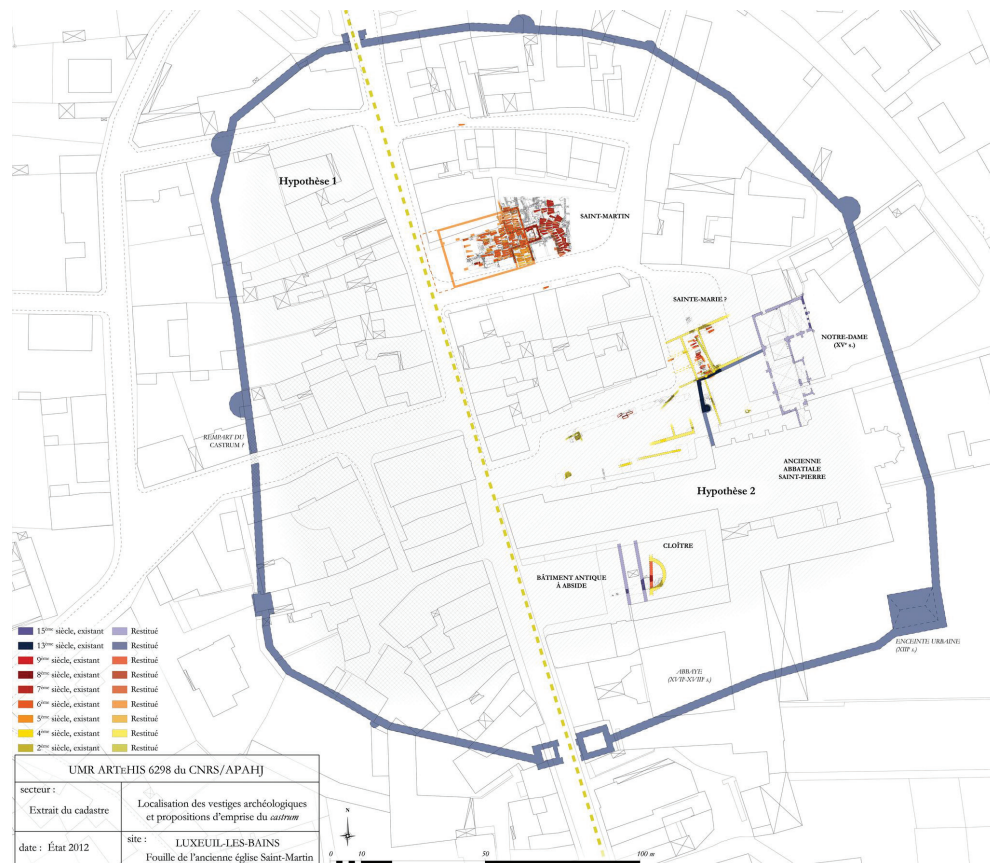 Hypothèse 1
SAINT-MARTIN
SAINTE-MARIE ?
NOTRE-DAME
(XVe s.)
REMPART DU
CASTRUM ?
ANCIENNE
ABBATIALE
SAINT-PIERRE
Hypothèse 2
CLOÎTRE
BÂTIMENT ANTIQUE
À ABSIDE
ENCEINTE URBAINE
(XIIIe s.)
ABBAYE
(XVIIe-XVIIIe s.)
15ème siècle, existant Restitué
13ème siècle, existant Restitué
9ème siècle, existant Restitué
8ème siècle, existant Restitué
7ème siècle, existant Restitué
6ème siècle, existant Restitué
5ème siècle, existant Restitué
4ème siècle, existant Restitué
2ème siècle, existant Restitué
UMR ARTEHIS 6298 du CNRS/APAHJ
secteur :
Extrait du cadastre
Localisation des vestiges archéologiques
et propositions d'emprise du castrum
date : État 2012
site :
LUXEUIL-LES-BAINS
Fouille de l'ancienne église Saint-Martin
N
0 10 50 100 m